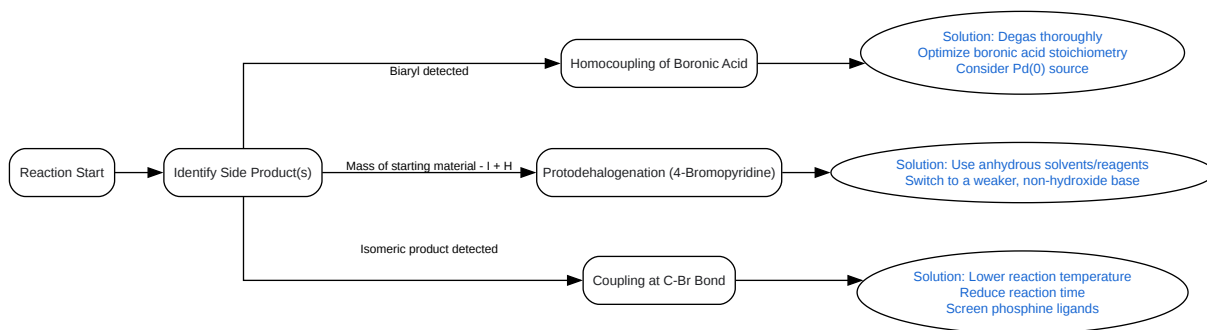 Solution: Degas thoroughly
Optimize boronic acid stoichiometry
Consider Pd(0) source
Homocoupling of Boronic Acid
Biaryl detected
Reaction Start
Identify Side Product(s)
Mass of starting material - I + H
Protodehalogenation (4-Bromopyridine)
Solution: Use anhydrous solvents/reagents
Switch to a weaker, non-hydroxide base
Isomeric product detected
Coupling at C-Br Bond
Solution: Lower reaction temperature
Reduce reaction time
Screen phosphine ligands